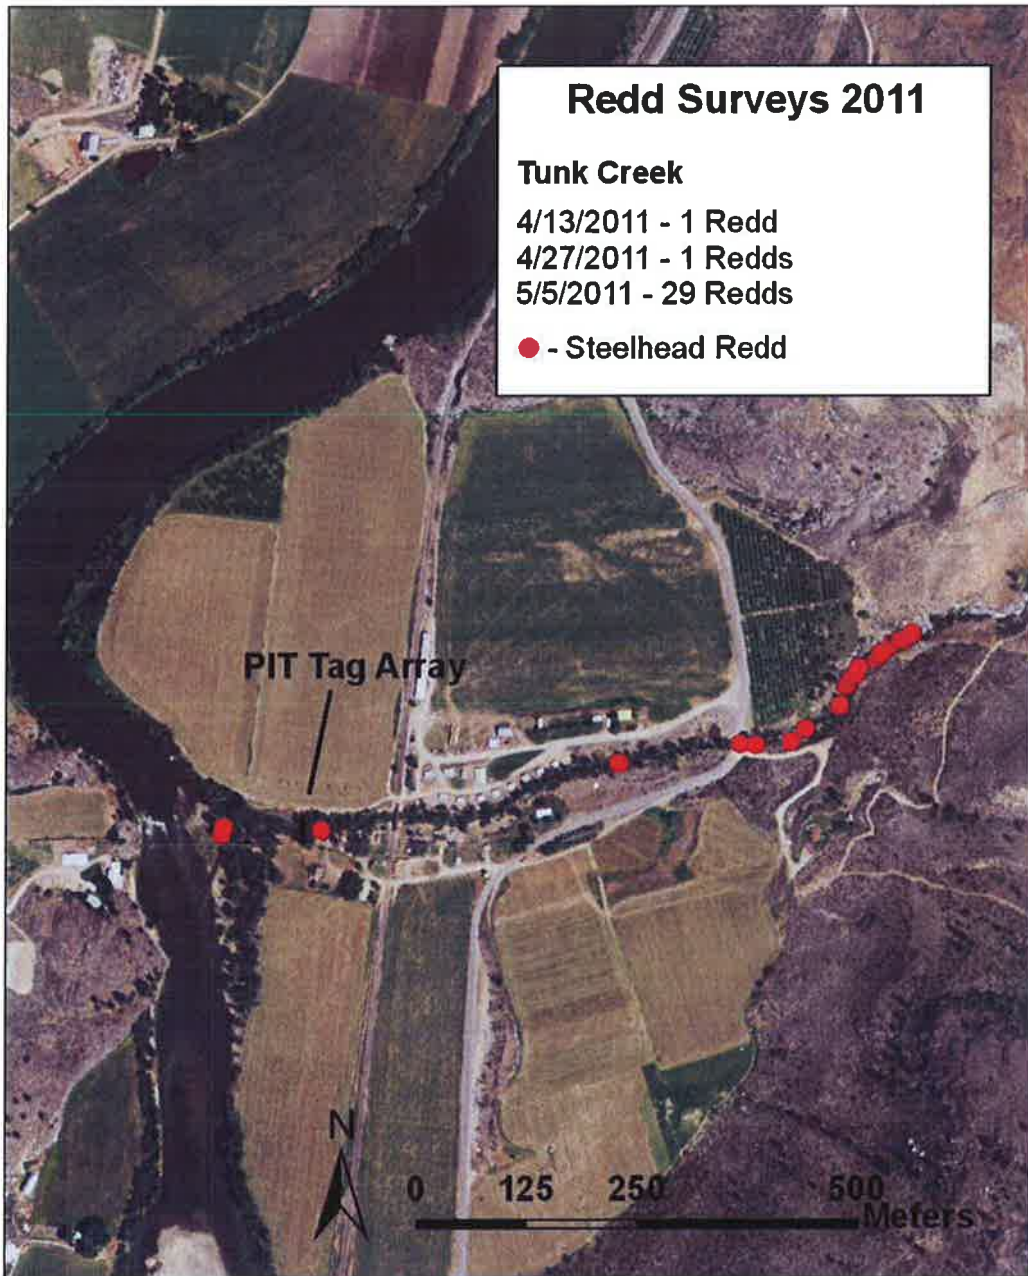 Redd Surveys 2011
Tunk Creek
4/13/2011 - 1 Redd
4/27/2011 - 1 Redds
5/5/2011 - 29 Redds
- Steelhead Redd
PIT Tag Array
N
0 125 250 500
Meters